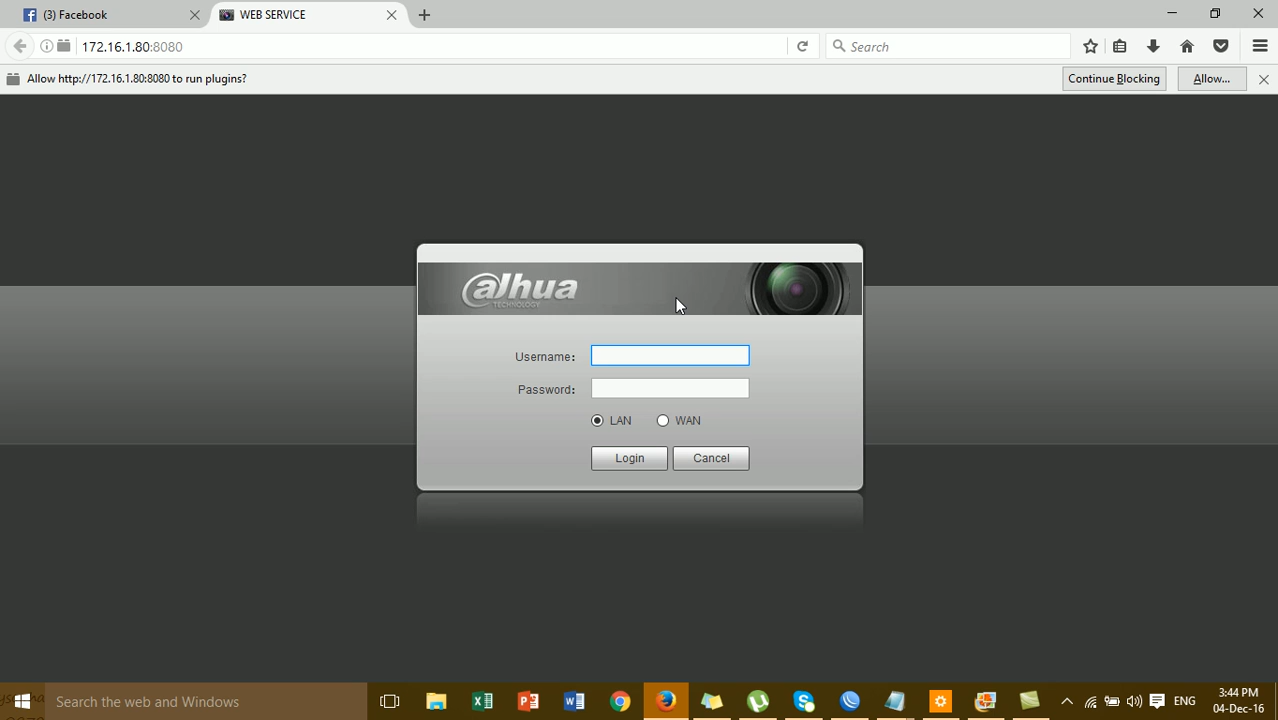 (3) Facebook
WEB SERVICE
172.16.1.80:8080
Search
Allow http://172.16.1.80:8080 to run plugins?
Continue Blocking
Allow...
alhua
TECHNOLOGY
Username:
Password:
LAN
WAN
Login
Cancel
Search the web and Windows
ENG
3:44 PM
04-Dec-16